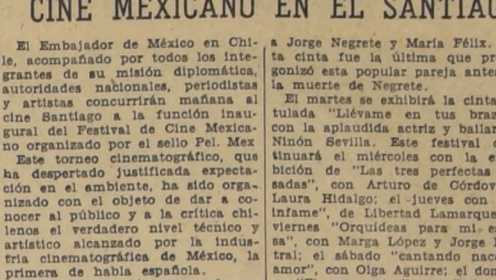 CINE MEXICANO EN EL SANTIAG
El Embajador de México en Chi-
le, acompañado por todos los inte-
grantes de su misión diplomática,
autoridades nacionales, periodistas
y artistas concurrirán mañana al
cine Santiago a la función inau-
gural del Festival de Cine Mexica-
no organizado por el sello Pel. Mex
Este torneo cinematográfico, que
ha despertado justificada expecta-
ción en el ambiente, ha sido orga-
nizado con el objeto de dar a co-
nocer al público y a la crítica chi-
lenos el verdadero nivel técnico y
artístico alcanzado por la indus-
tria cinematográfica de México, la
primera de habla española.
a Jorge Negrete y María Félix.
ta cinta fue la última que pro
gonizó esta popular pareja ante
la muerte de Negrete.
El martes se exhibirá la cinta
tulada "Llévame en tus braz
con la aplaudida actriz y bailar
Ninón Sevilla. Este festival c
tinuará el miércoles con la e
bición de "Las tres perfectas
sadas", con Arturo de Córdov
Laura Hidalgo; el jueves con
infame", de Libertad Lamarque
viernes "Orquídeas para mi e
sa", con Marga López y Jorge
tral; el sábado "cantando nac
amor", con Olga Aguirre; el do